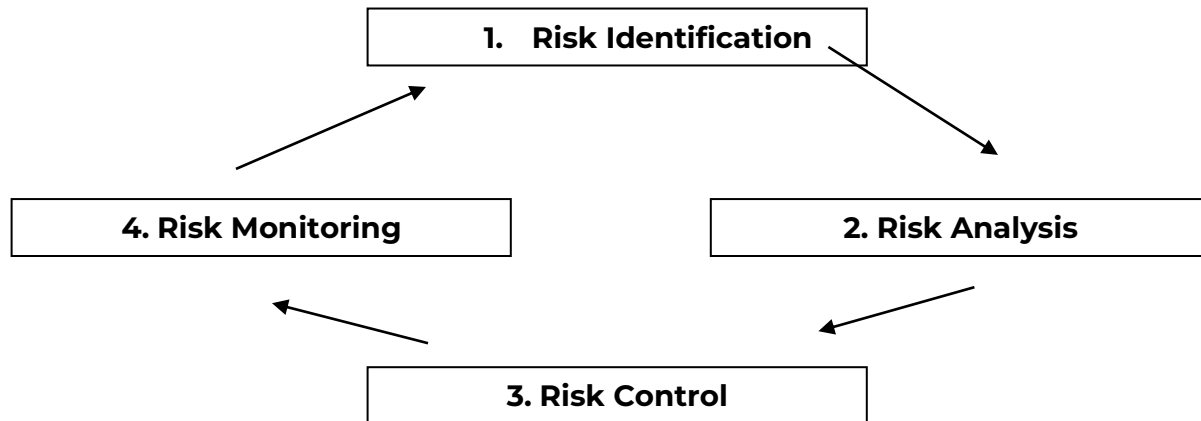 1. Risk Identification
4. Risk Monitoring
2. Risk Analysis
3. Risk Control